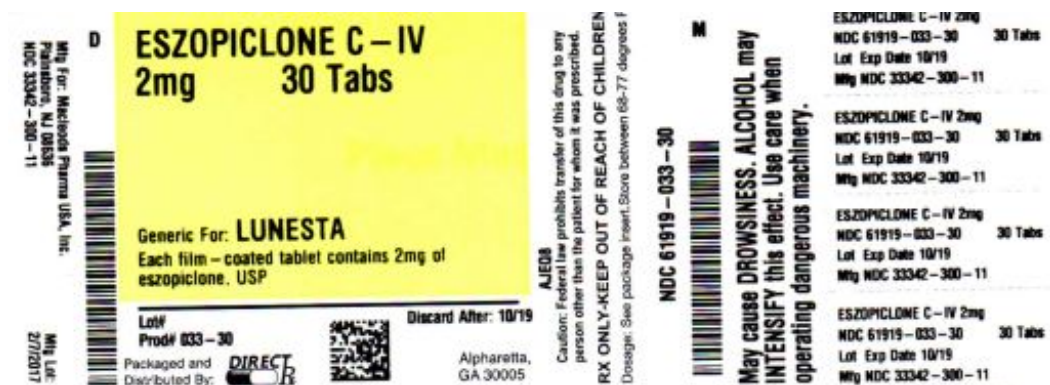 Mfg For: Macleods Pharma USA, Inc.
Plainsboro, NJ 08536
NDC 33342-300-11
Mfg Lot:
2/7/2017
D
ESZOPICLONE C-IV
2mg 30 Tabs
Generic For: LUNESTA
Each film-coated tablet contains 2mg of
eszopiclone. USP
Lot#
Prod# 033-30
Discard After: 10/19
Packaged and
Distributed By:
DIRECT
Rx
Alpharetta,
GA 30005
AJE08
Caution: Federal law prohibits transfer of this drug to any
person other than the patient for whom it was prescribed.
RX ONLY-KEEP OUT OF REACH OF CHILDREN
Dosage: See package insert.Store between 68-77 degrees F
NDC 61919-033-30
M
May cause DROWSINESS. ALCOHOL may
INTENSIFY this effect. Use care when
operating dangerous machinery.
ESZOPICLONE C-IV 2mg
NDC 61919-033-30 30 Tabs
Lot Exp Date 10/19
Mfg NDC 33342-300-11
ESZOPICLONE C-IV 2mg
NDC 61919-033-30 30 Tabs
Lot Exp Date 10/19
Mfg NDC 33342-300-11
ESZOPICLONE C-IV 2mg
NDC 61919-033-30 30 Tabs
Lot Exp Date 10/19
Mfg NDC 33342-300-11
ESZOPICLONE C-IV 2mg
NDC 61919-033-30 30 Tabs
Lot Exp Date 10/19
Mfg NDC 33342-300-11